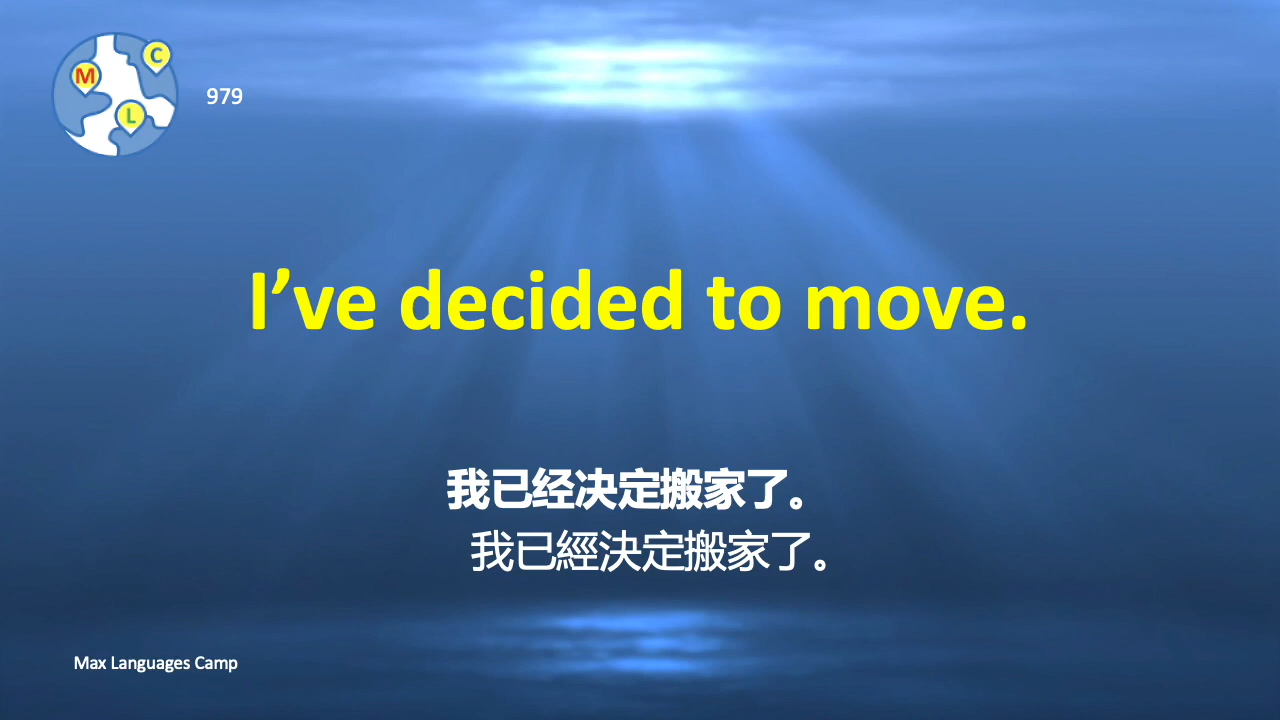 C
M
L
979
I’ve decided to move.
我已经决定搬家了。
我已經決定搬家了。
Max Languages Camp